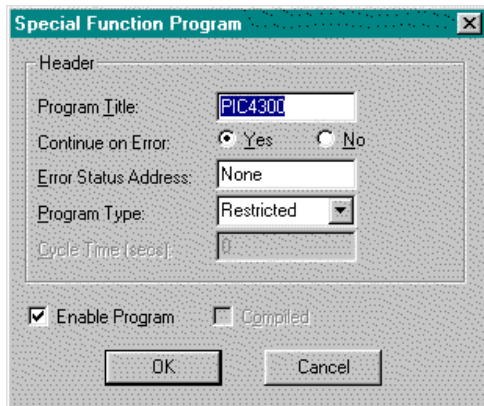 Special Function Program
Header
Program Title: PIC4300
Continue on Error: Yes No
Error Status Address: None
Program Type: Restricted
Cycle Time (secs): 0
Enable Program Compiled
OK Cancel